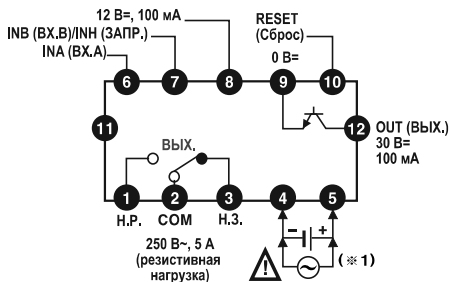 12 В=, 100 мА
RESET
(Сброс)
INB (ВХ.В)/INH (ЗАПР.)
INA (ВХ.А)
0 В=
6 7 8 9 10
11
12
OUT (ВЫХ.)
30 В=
100 мА
ВЫХ.
1 2 3 4 5
Н.Р. COM Н.З.
250 В~, 5 А
(резистивная
нагрузка)
− +
(※1)